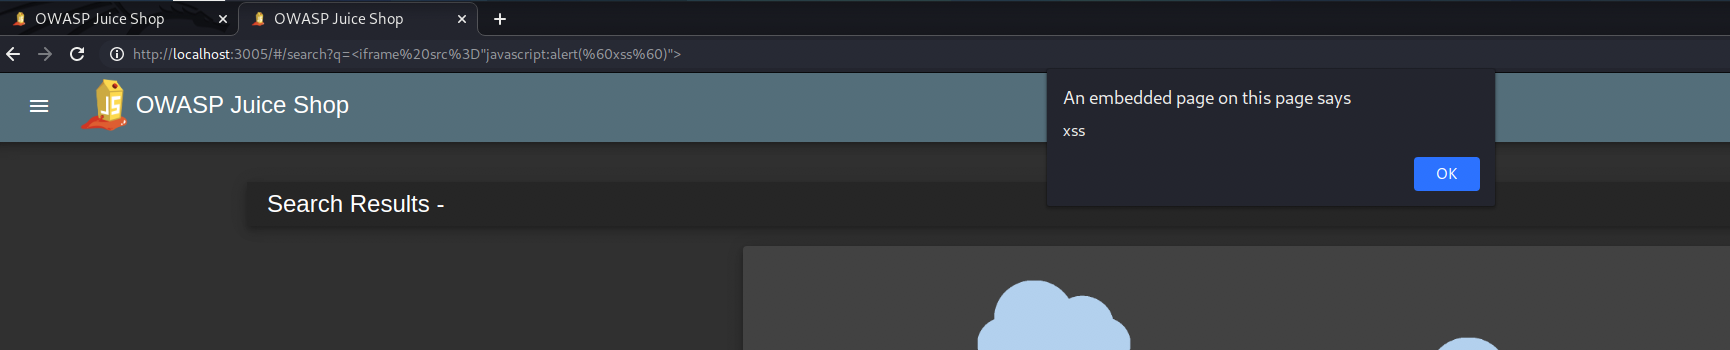 OWASP Juice Shop
OWASP Juice Shop
http://localhost:3005/#/search?q=<iframe%20src%3D"javascript:alert(%60xss%60)">
JS
OWASP Juice Shop
An embedded page on this page says
xss
OK
Search Results -